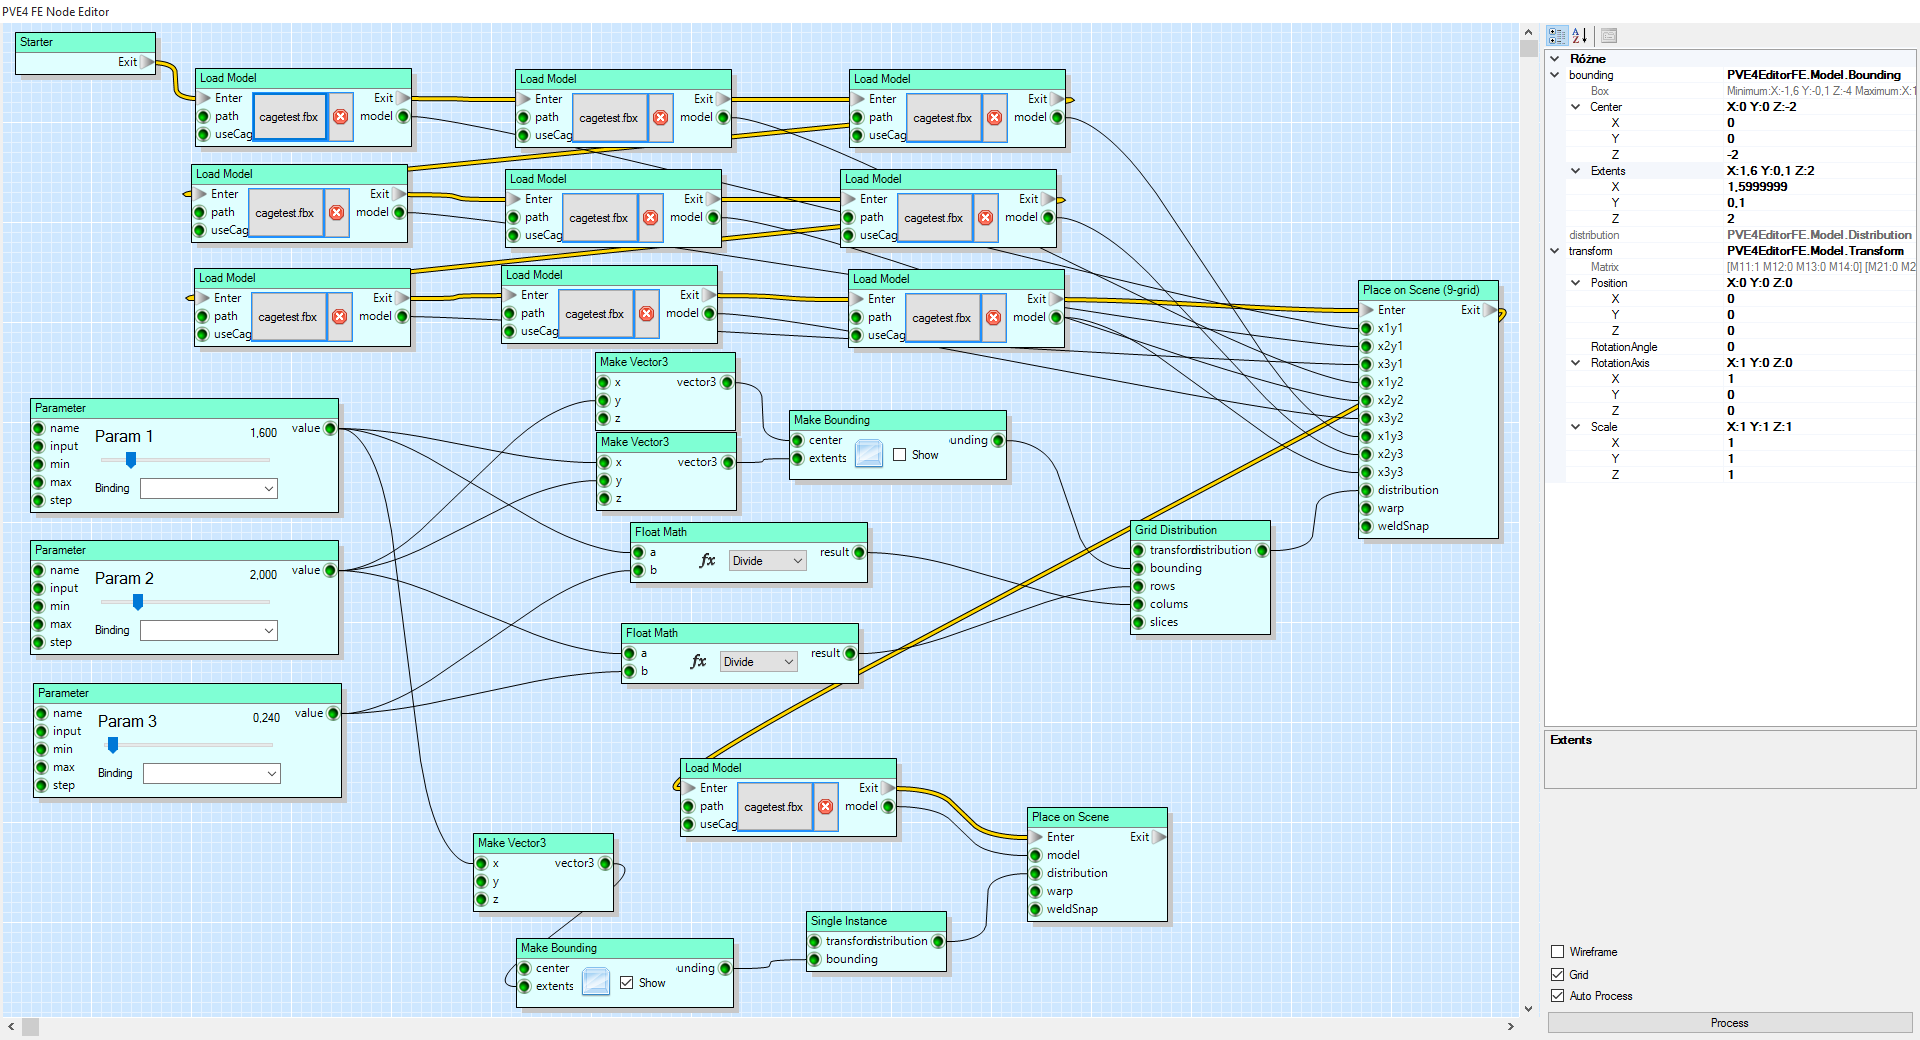 PVE4 FE Node Editor
Starter
Exit
Load Model
Enter
Exit
path
cagetest.fbx
model
useCag
Load Model
Enter
Exit
path
cagetest.fbx
model
useCag
Load Model
Enter
Exit
path
cagetest.fbx
model
useCag
Load Model
Enter
Exit
path
cagetest.fbx
model
useCag
Load Model
Enter
Exit
path
cagetest.fbx
model
useCag
Load Model
Enter
Exit
path
cagetest.fbx
model
useCag
Load Model
Enter
Exit
path
cagetest.fbx
model
useCag
Load Model
Enter
Exit
path
cagetest.fbx
model
useCag
Load Model
Enter
Exit
path
cagetest.fbx
model
useCag
Place on Scene (9-grid)
Enter Exit
x1y1
x2y1
x3y1
x1y2
x2y2
x3y2
x1y3
x2y3
x3y3
distribution
warp
weldSnap
Make Vector3
x vector3
y
z
Make Vector3
x vector3
y
z
Make Bounding
center unding
extents Show
Parameter
name Param 1 1,600 value
input
min
max Binding
step
Parameter
name Param 2 2,000 value
input
min
max Binding
step
Parameter
name Param 3 0,240 value
input
min
max Binding
step
Float Math
a fx Divide result
b
Float Math
a fx Divide result
b
Grid Distribution
transform distribution
bounding
rows
colums
slices
Load Model
Enter
Exit
path
cagetest.fbx
model
useCag
Place on Scene
Enter Exit
model
distribution
warp
weldSnap
Make Vector3
x vector3
y
z
Make Bounding
center unding
extents Show
Single Instance
transform distribution
bounding
Różne
bounding PVE4EditorFE.Model.Bounding
Box Minimum:X:-1,6 Y:-0,1 Z:-4 Maximum:X:1
Center X:0 Y:0 Z:-2
X 0
Y 0
Z -2
Extents X:1,6 Y:0,1 Z:2
X 1,5999999
Y 0,1
Z 2
distribution PVE4EditorFE.Model.Distribution
transform PVE4EditorFE.Model.Transform
Matrix [M11:1 M12:0 M13:0 M14:0] [M21:0 M2
Position X:0 Y:0 Z:0
X 0
Y 0
Z 0
RotationAngle 0
RotationAxis X:1 Y:0 Z:0
X 1
Y 0
Z 0
Scale X:1 Y:1 Z:1
X 1
Y 1
Z 1
Extents
Wireframe
Grid
Auto Process
Process